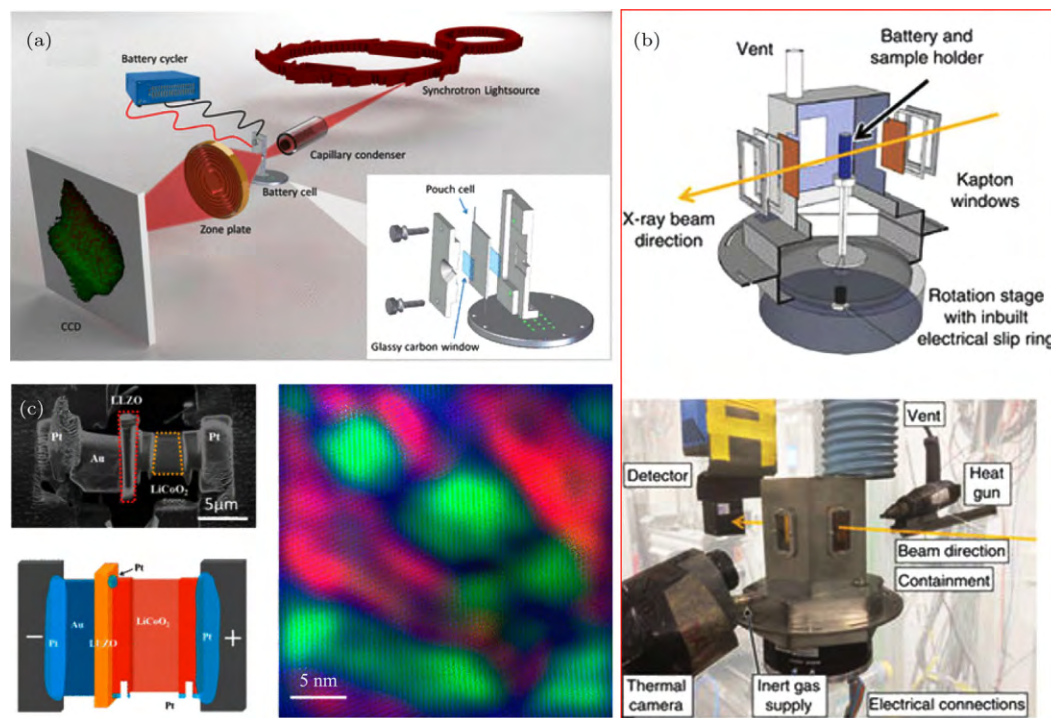 (a)
Battery cycler
Synchrotron Lightsource
Capillary condenser
Battery cell
Zone plate
CCD
Pouch cell
Glassy carbon window
(b)
Vent
Battery and
sample holder
Kapton
windows
X-ray beam
direction
Rotation stage
with inbuilt
electrical slip ring
(c)
LLZO
Pt
Au
Pt
LiCoO₂
5μm
Pt
Au
LiCoO₂
Pt
LLZO
Pt
−
+
Pt
5 nm
Vent
Detector
Heat
gun
Beam direction
Containment
Thermal
camera
Inert gas
supply
Electrical connections